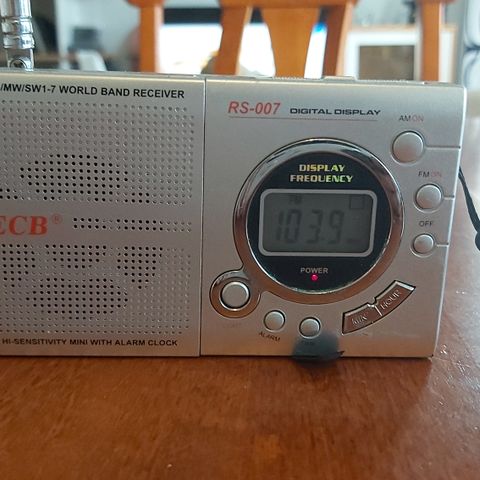 /MW/SW1-7 WORLD BAND RECEIVER
ECB®
HI-SENSITIVITY MINI WITH ALARM CLOCK
RS-007 DIGITAL DISPLAY
AM ON
FM ON
OFF
DISPLAY
FREQUENCY
FM
103.9
POWER
ALARM
MIN
HOUR